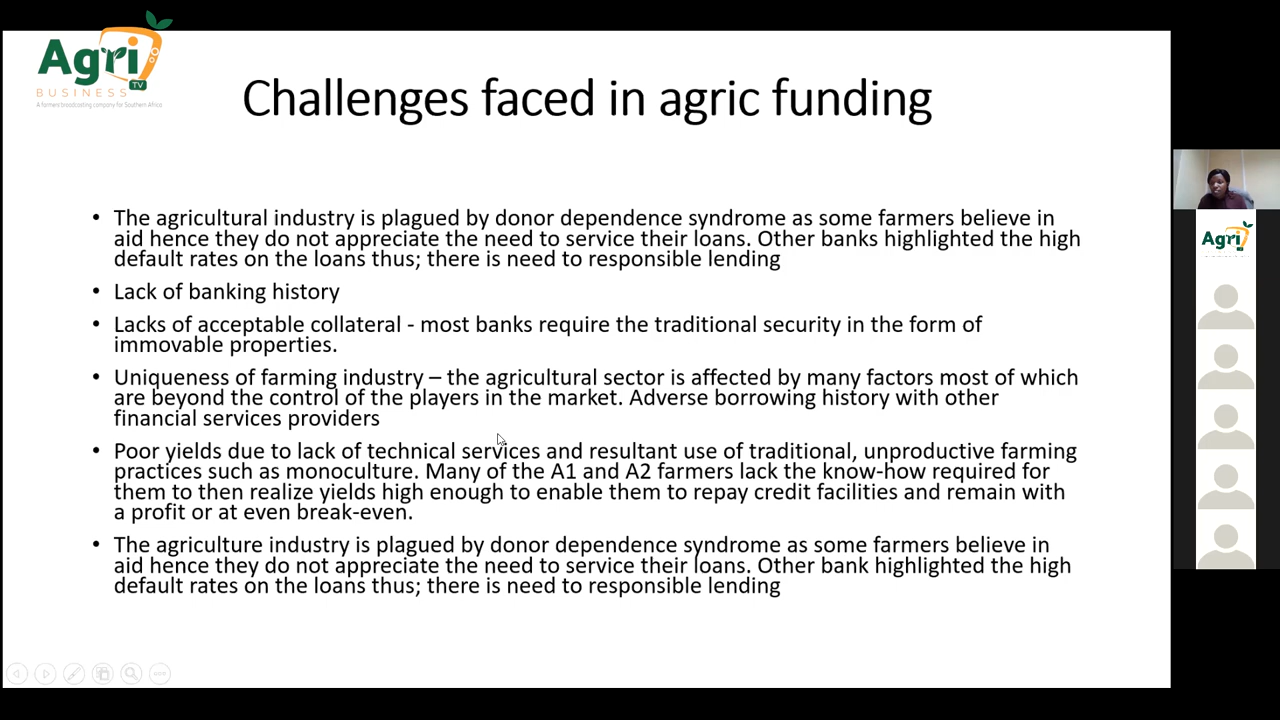 Agri
TV
BUSINESS
A farmers broadcasting company for Southern Africa
Challenges faced in agric funding
• The agricultural industry is plagued by donor dependence syndrome as some farmers believe in
aid hence they do not appreciate the need to service their loans. Other banks highlighted the high
default rates on the loans thus; there is need to responsible lending
• Lack of banking history
• Lacks of acceptable collateral - most banks require the traditional security in the form of
immovable properties.
• Uniqueness of farming industry – the agricultural sector is affected by many factors most of which
are beyond the control of the players in the market. Adverse borrowing history with other
financial services providers
• Poor yields due to lack of technical services and resultant use of traditional, unproductive farming
practices such as monoculture. Many of the A1 and A2 farmers lack the know-how required for
them to then realize yields high enough to enable them to repay credit facilities and remain with
a profit or at even break-even.
• The agriculture industry is plagued by donor dependence syndrome as some farmers believe in
aid hence they do not appreciate the need to service their loans. Other bank highlighted the high
default rates on the loans thus; there is need to responsible lending
Agri